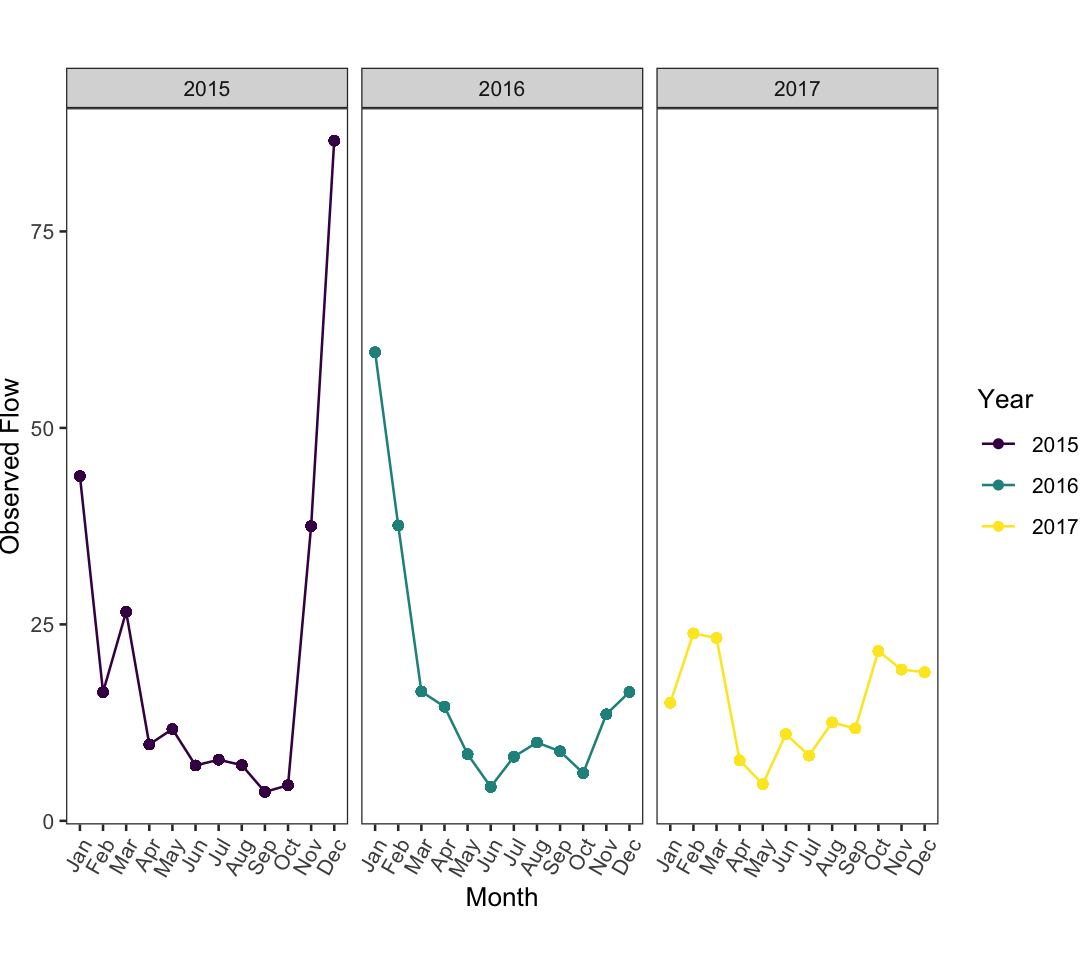 2015 2016 2017
75
50
25
0
Observed Flow
Jan Feb Mar Apr May Jun Jul Aug Sep Oct Nov Dec
Jan Feb Mar Apr May Jun Jul Aug Sep Oct Nov Dec
Jan Feb Mar Apr May Jun Jul Aug Sep Oct Nov Dec
Month
Year
2015
2016
2017